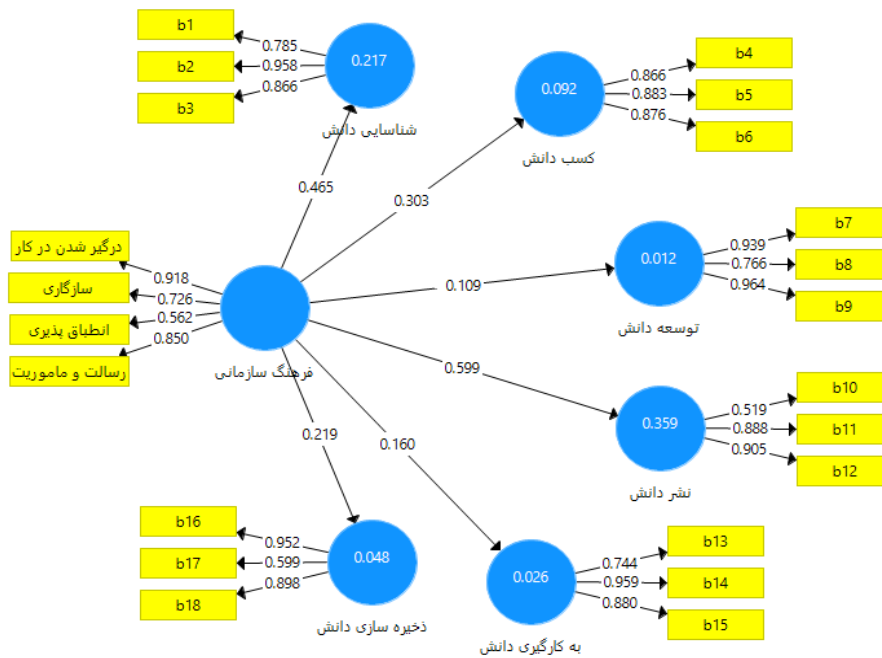 b1
b2
b3
0.785
0.958
0.866
0.217
شناسایی دانش
b4
b5
b6
0.866
0.883
0.876
0.092
کسب دانش
0.465
0.303
b7
b8
b9
0.939
0.766
0.964
0.012
توسعه دانش
0.109
درگیر شدن در کار
سازگاری
انطباق پذیری
رسالت و ماموریت
0.918
0.726
0.562
0.850
فرهنگ سازمانی
0.599
b10
b11
b12
0.519
0.888
0.905
0.359
نشر دانش
0.219
0.160
b16
b17
b18
0.952
0.599
0.898
0.048
ذخیره سازی دانش
b13
b14
b15
0.744
0.959
0.880
0.026
به کارگیری دانش